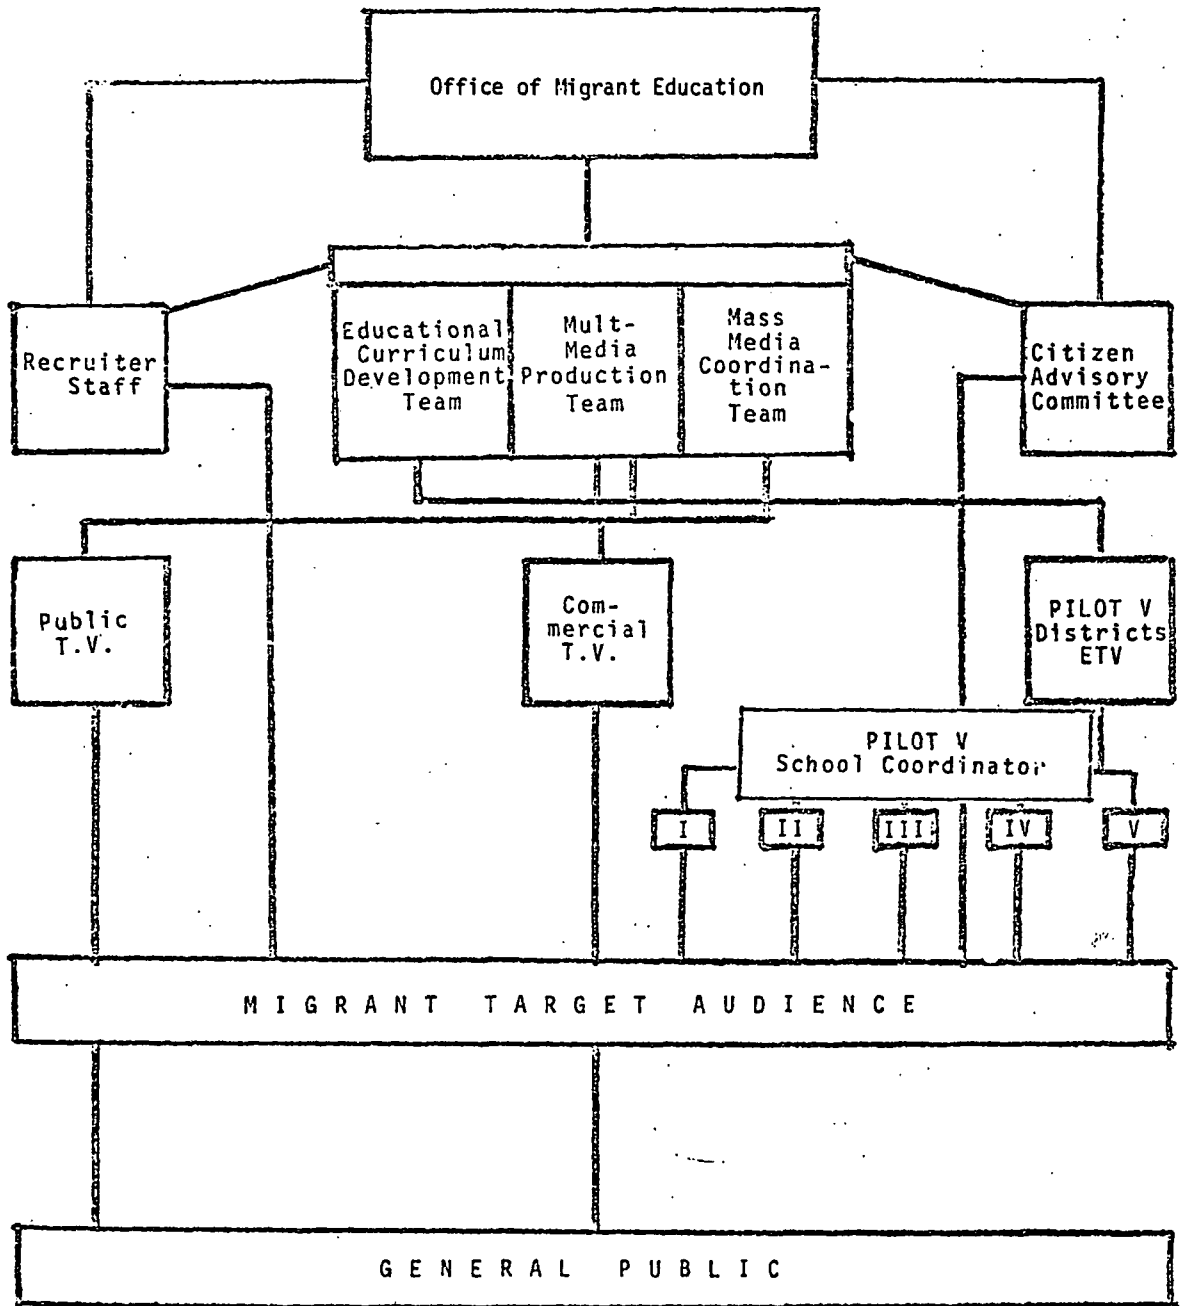 Office of Migrant Education
Recruiter
Staff
Educational
Curriculum
Development
Team
Mult-
Media
Production
Team
Mass
Media
Coordina-
tion
Team
Citizen
Advisory
Committee
Public
T.V.
Com-
mercial
T.V.
PILOT V
Districts
ETV
PILOT V
School Coordinator
I
II
III
IV
V
MIGRANT TARGET AUDIENCE
GENERAL PUBLIC